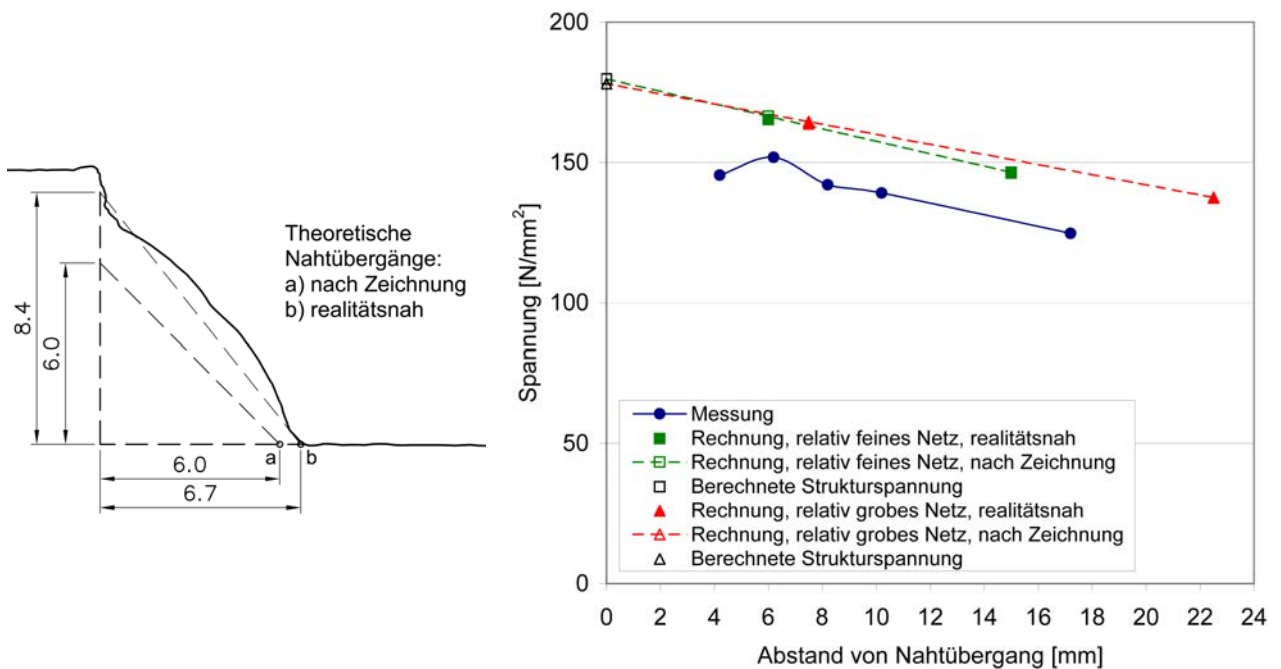 8.4
6.0
Theoretische
Nahtübergänge:
a) nach Zeichnung
b) realitätsnah
a
b
6.0
6.7
Spannung [N/mm²]
200
150
100
50
0
Messung
Rechnung, relativ feines Netz, realitätsnah
Rechnung, relativ feines Netz, nach Zeichnung
Berechnete Strukturspannung
Rechnung, relativ grobes Netz, realitätsnah
Rechnung, relativ grobes Netz, nach Zeichnung
Berechnete Strukturspannung
0 2 4 6 8 10 12 14 16 18 20 22 24
Abstand von Nahtübergang [mm]